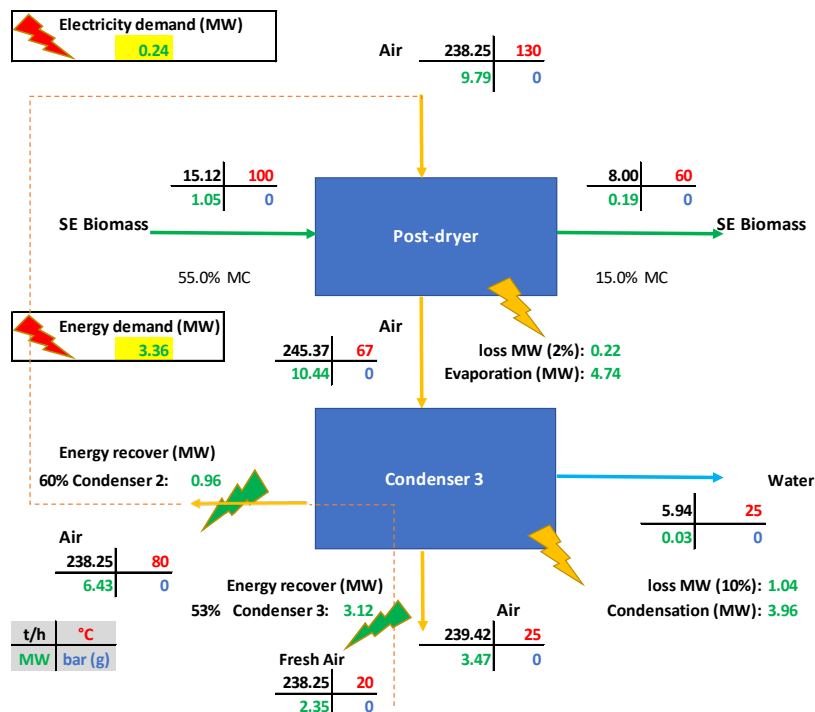 Electricity demand (MW)
0.24
Air
238.25 130
9.79 0
15.12 100
1.05 0
SE Biomass
55.0% MC
Post-dryer
8.00 60
0.19 0
SE Biomass
15.0% MC
Energy demand (MW)
3.36
Air
245.37 67
10.44 0
loss MW (2%): 0.22
Evaporation (MW): 4.74
Energy recover (MW)
60% Condenser 2: 0.96
Condenser 3
Water
5.94 25
0.03 0
Air
238.25 80
6.43 0
Energy recover (MW)
53% Condenser 3: 3.12
loss MW (10%): 1.04
Condensation (MW): 3.96
Air
239.42 25
3.47 0
t/h °C
MW bar (g)
Fresh Air
238.25 20
2.35 0